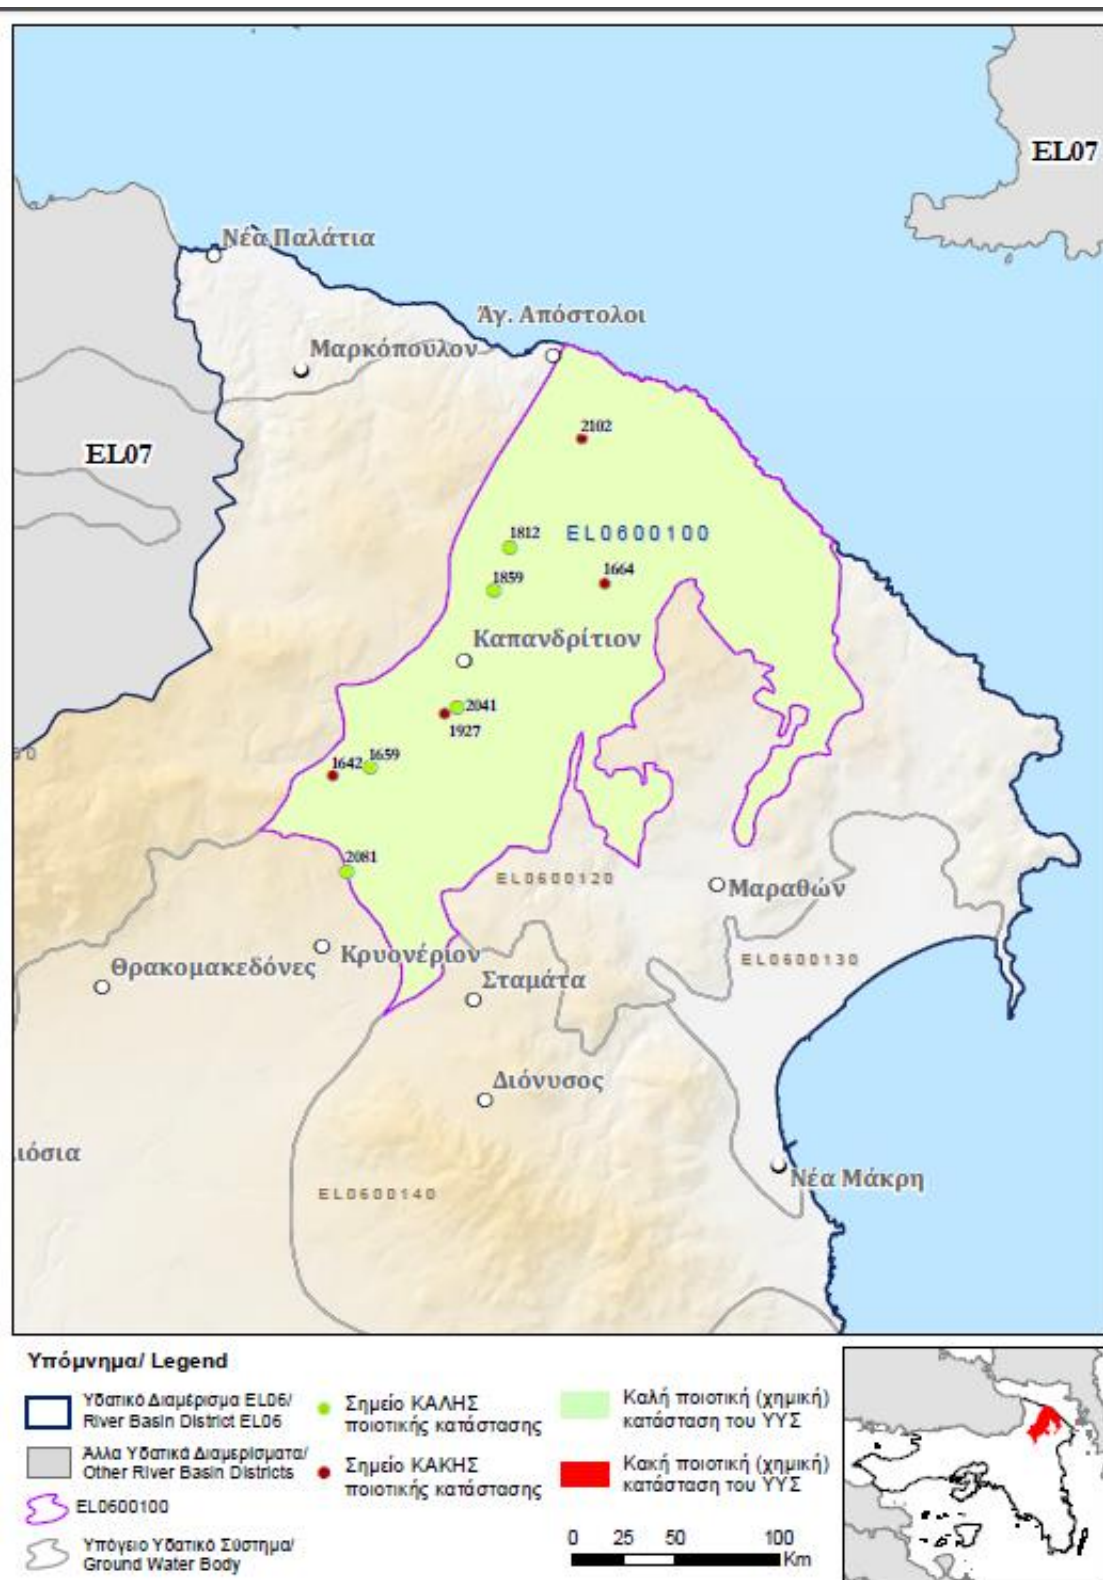 EL07
Νέα Παλάτια
Άγ. Απόστολοι
Μαρκόπουλον
2102
EL07
1812
EL0600100
1859
1664
Καπανδρίτιον
2041
1927
1642
1659
2081
EL0600120
Μαραθών
Κρυονέριον
Θρακομακεδόνες
EL0600130
Σταμάτα
Διόνυσος
ιόσια
Νέα Μάκρη
EL0600140
Υπόμνημα/ Legend
Υδατικό Διαμέρισμα EL06/
River Basin District EL06
Άλλα Υδατικά Διαμερίσματα/
Other River Basin Districts
EL0600100
Υπόγειο Υδατικό Σύστημα/
Ground Water Body
Σημείο ΚΑΛΗΣ
ποιοτικής κατάστασης
Σημείο ΚΑΚΗΣ
ποιοτικής κατάστασης
Καλή ποιοτική (χημική)
κατάσταση του ΥΥΣ
Κακή ποιοτική (χημική)
κατάσταση του ΥΥΣ
0 25 50 100
Km